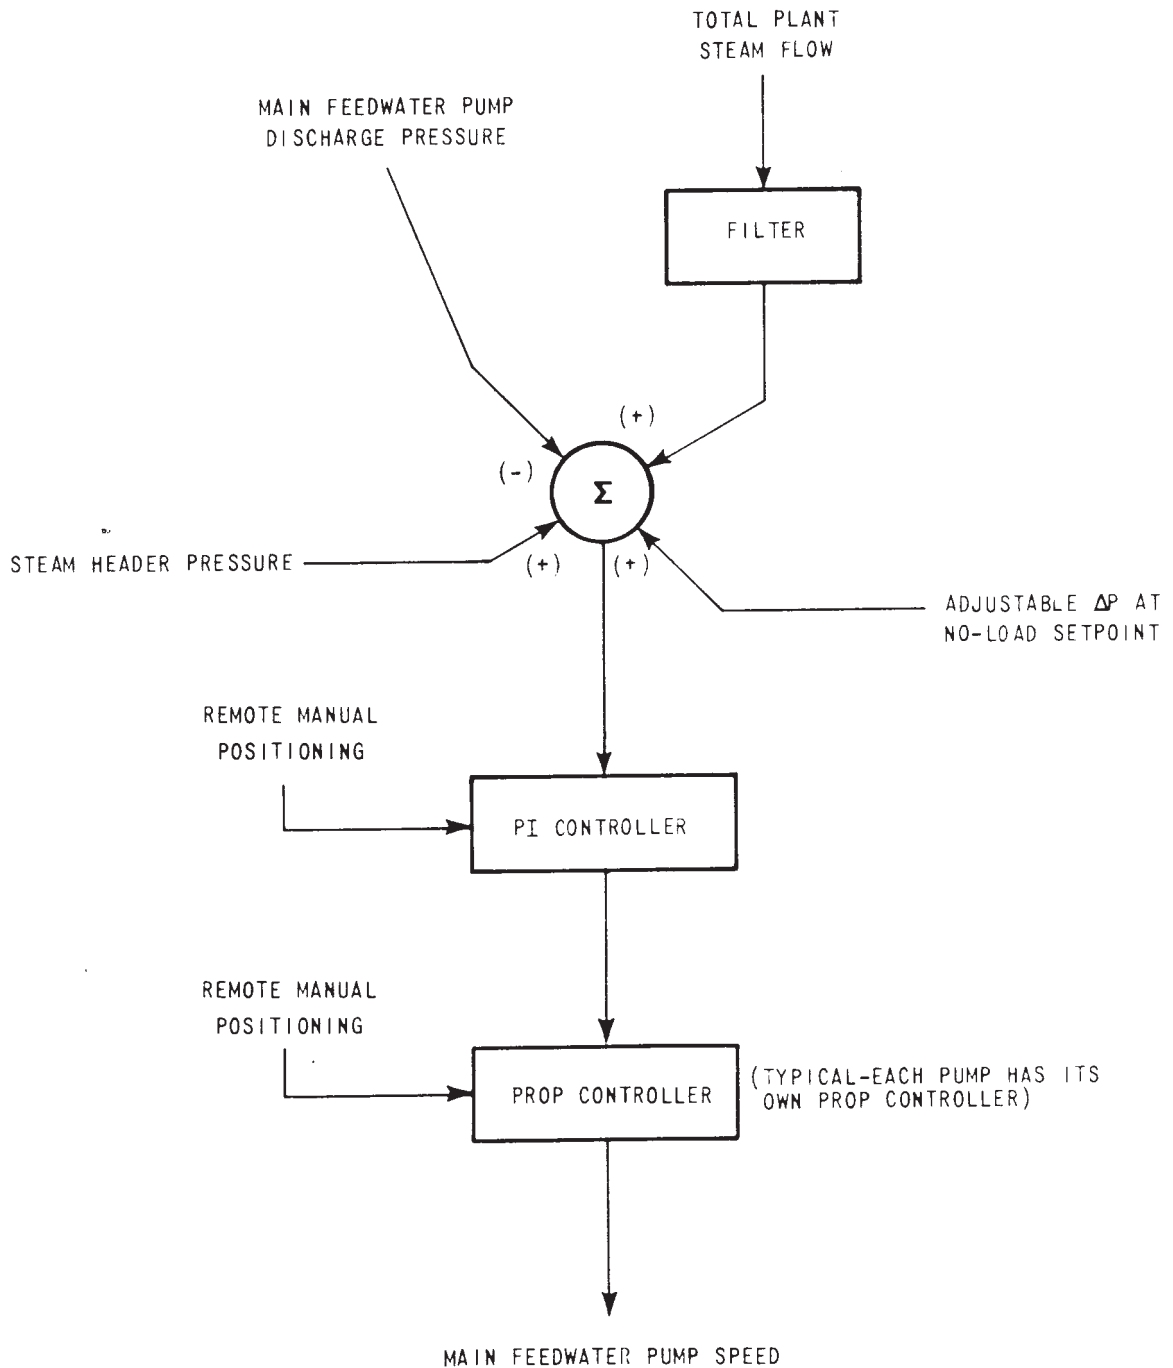 TOTAL PLANT
STEAM FLOW
MAIN FEEDWATER PUMP
DISCHARGE PRESSURE
FILTER
(+)
(-)
Σ
STEAM HEADER PRESSURE
(+)
(+)
ADJUSTABLE ΔP AT
NO-LOAD SETPOINT
REMOTE MANUAL
POSITIONING
PI CONTROLLER
REMOTE MANUAL
POSITIONING
PROP CONTROLLER
(TYPICAL-EACH PUMP HAS ITS
OWN PROP CONTROLLER)
MAIN FEEDWATER PUMP SPEED